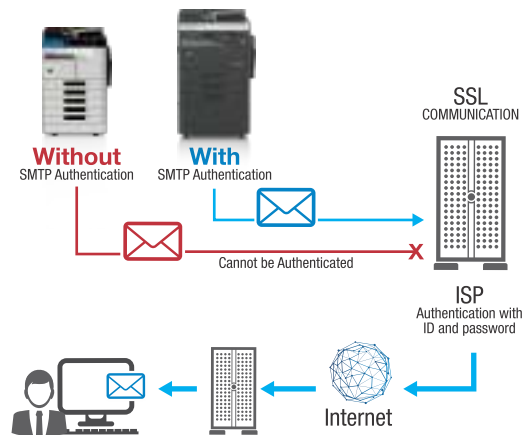 SSL
COMMUNICATION
Without
SMTP Authentication
With
SMTP Authentication
Cannot be Authenticated
X
ISP
Authentication with
ID and password
Internet